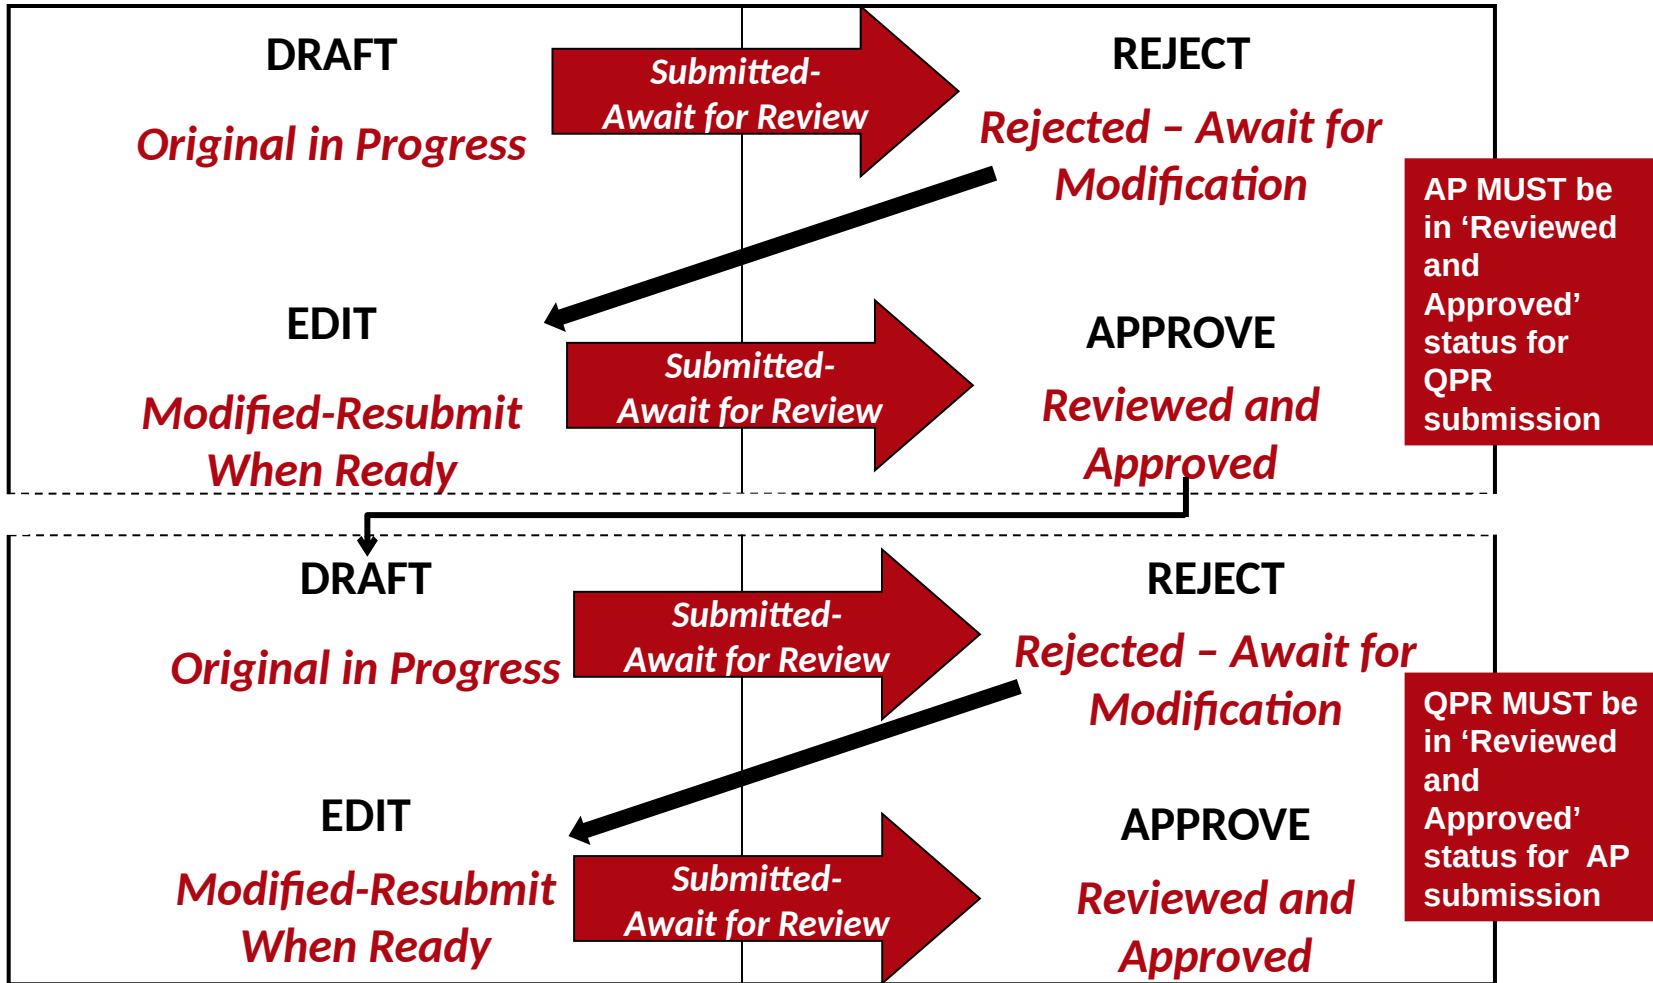 DRAFT
Original in Progress
Submitted-
Await for Review
REJECT
Rejected – Await for
Modification
AP MUST be
in ‘Reviewed
and
Approved’
status for
QPR
submission
EDIT
Modified-Resubmit
When Ready
Submitted-
Await for Review
APPROVE
Reviewed and
Approved
DRAFT
Original in Progress
Submitted-
Await for Review
REJECT
Rejected – Await for
Modification
QPR MUST be
in ‘Reviewed
and
Approved’
status for  AP
submission
EDIT
Modified-Resubmit
When Ready
Submitted-
Await for Review
APPROVE
Reviewed and
Approved